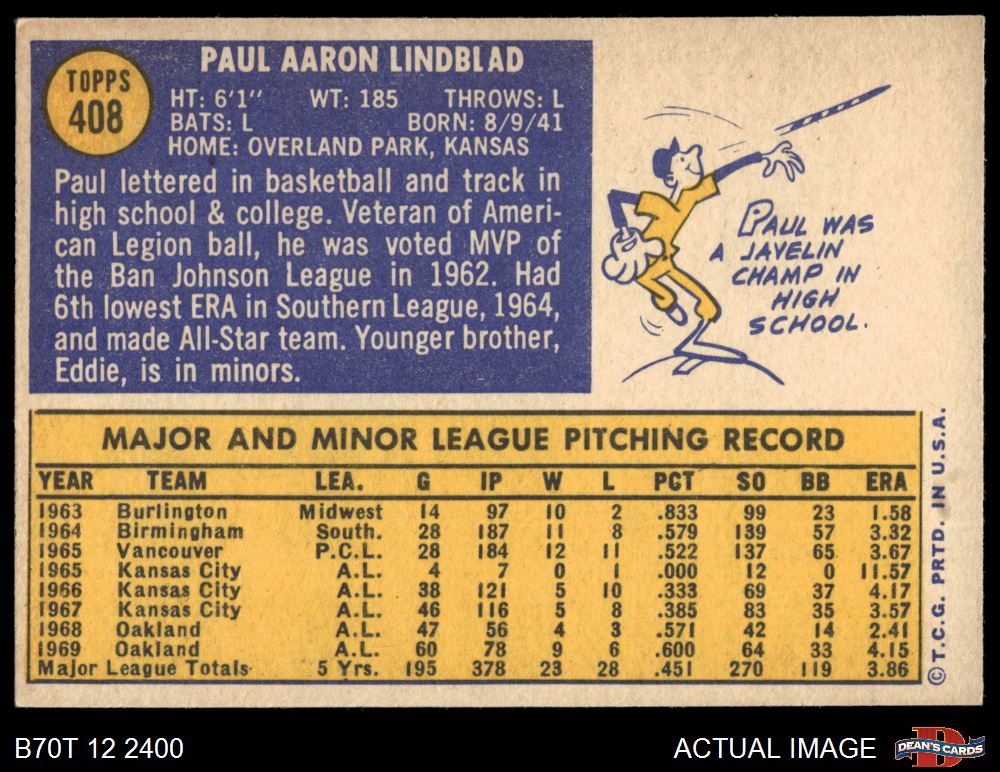 TOPPS
408
PAUL AARON LINDBLAD
HT: 6'1" WT: 185 THROWS: L
BATS: L BORN: 8/9/41
HOME: OVERLAND PARK, KANSAS
Paul lettered in basketball and track in
high school & college. Veteran of Ameri-
can Legion ball, he was voted MVP of
the Ban Johnson League in 1962. Had
6th lowest ERA in Southern League, 1964,
and made All-Star team. Younger brother,
Eddie, is in minors.
PAUL WAS
A JAVELIN
CHAMP IN
HIGH
SCHOOL.
MAJOR AND MINOR LEAGUE PITCHING RECORD
YEAR TEAM LEA. G IP W L PCT SO BB ERA
1963 Burlington Midwest 14 97 10 2 .833 99 23 1.58
1964 Birmingham South. 28 187 11 8 .579 139 57 3.32
1965 Vancouver P.C.L. 28 184 12 11 .522 137 65 3.67
1965 Kansas City A.L. 4 7 0 1 .000 12 0 11.57
1966 Kansas City A.L. 38 121 5 10 .333 69 37 4.17
1967 Kansas City A.L. 46 116 5 8 .385 83 35 3.57
1968 Oakland A.L. 47 56 4 3 .571 42 14 2.41
1969 Oakland A.L. 60 78 9 6 .600 64 33 4.15
Major League Totals 5 Yrs. 195 378 23 28 .451 270 119 3.86
© T.C.G. PRTD. IN U.S.A.
B70T 12 2400
ACTUAL IMAGE
D
DEAN'S CARDS